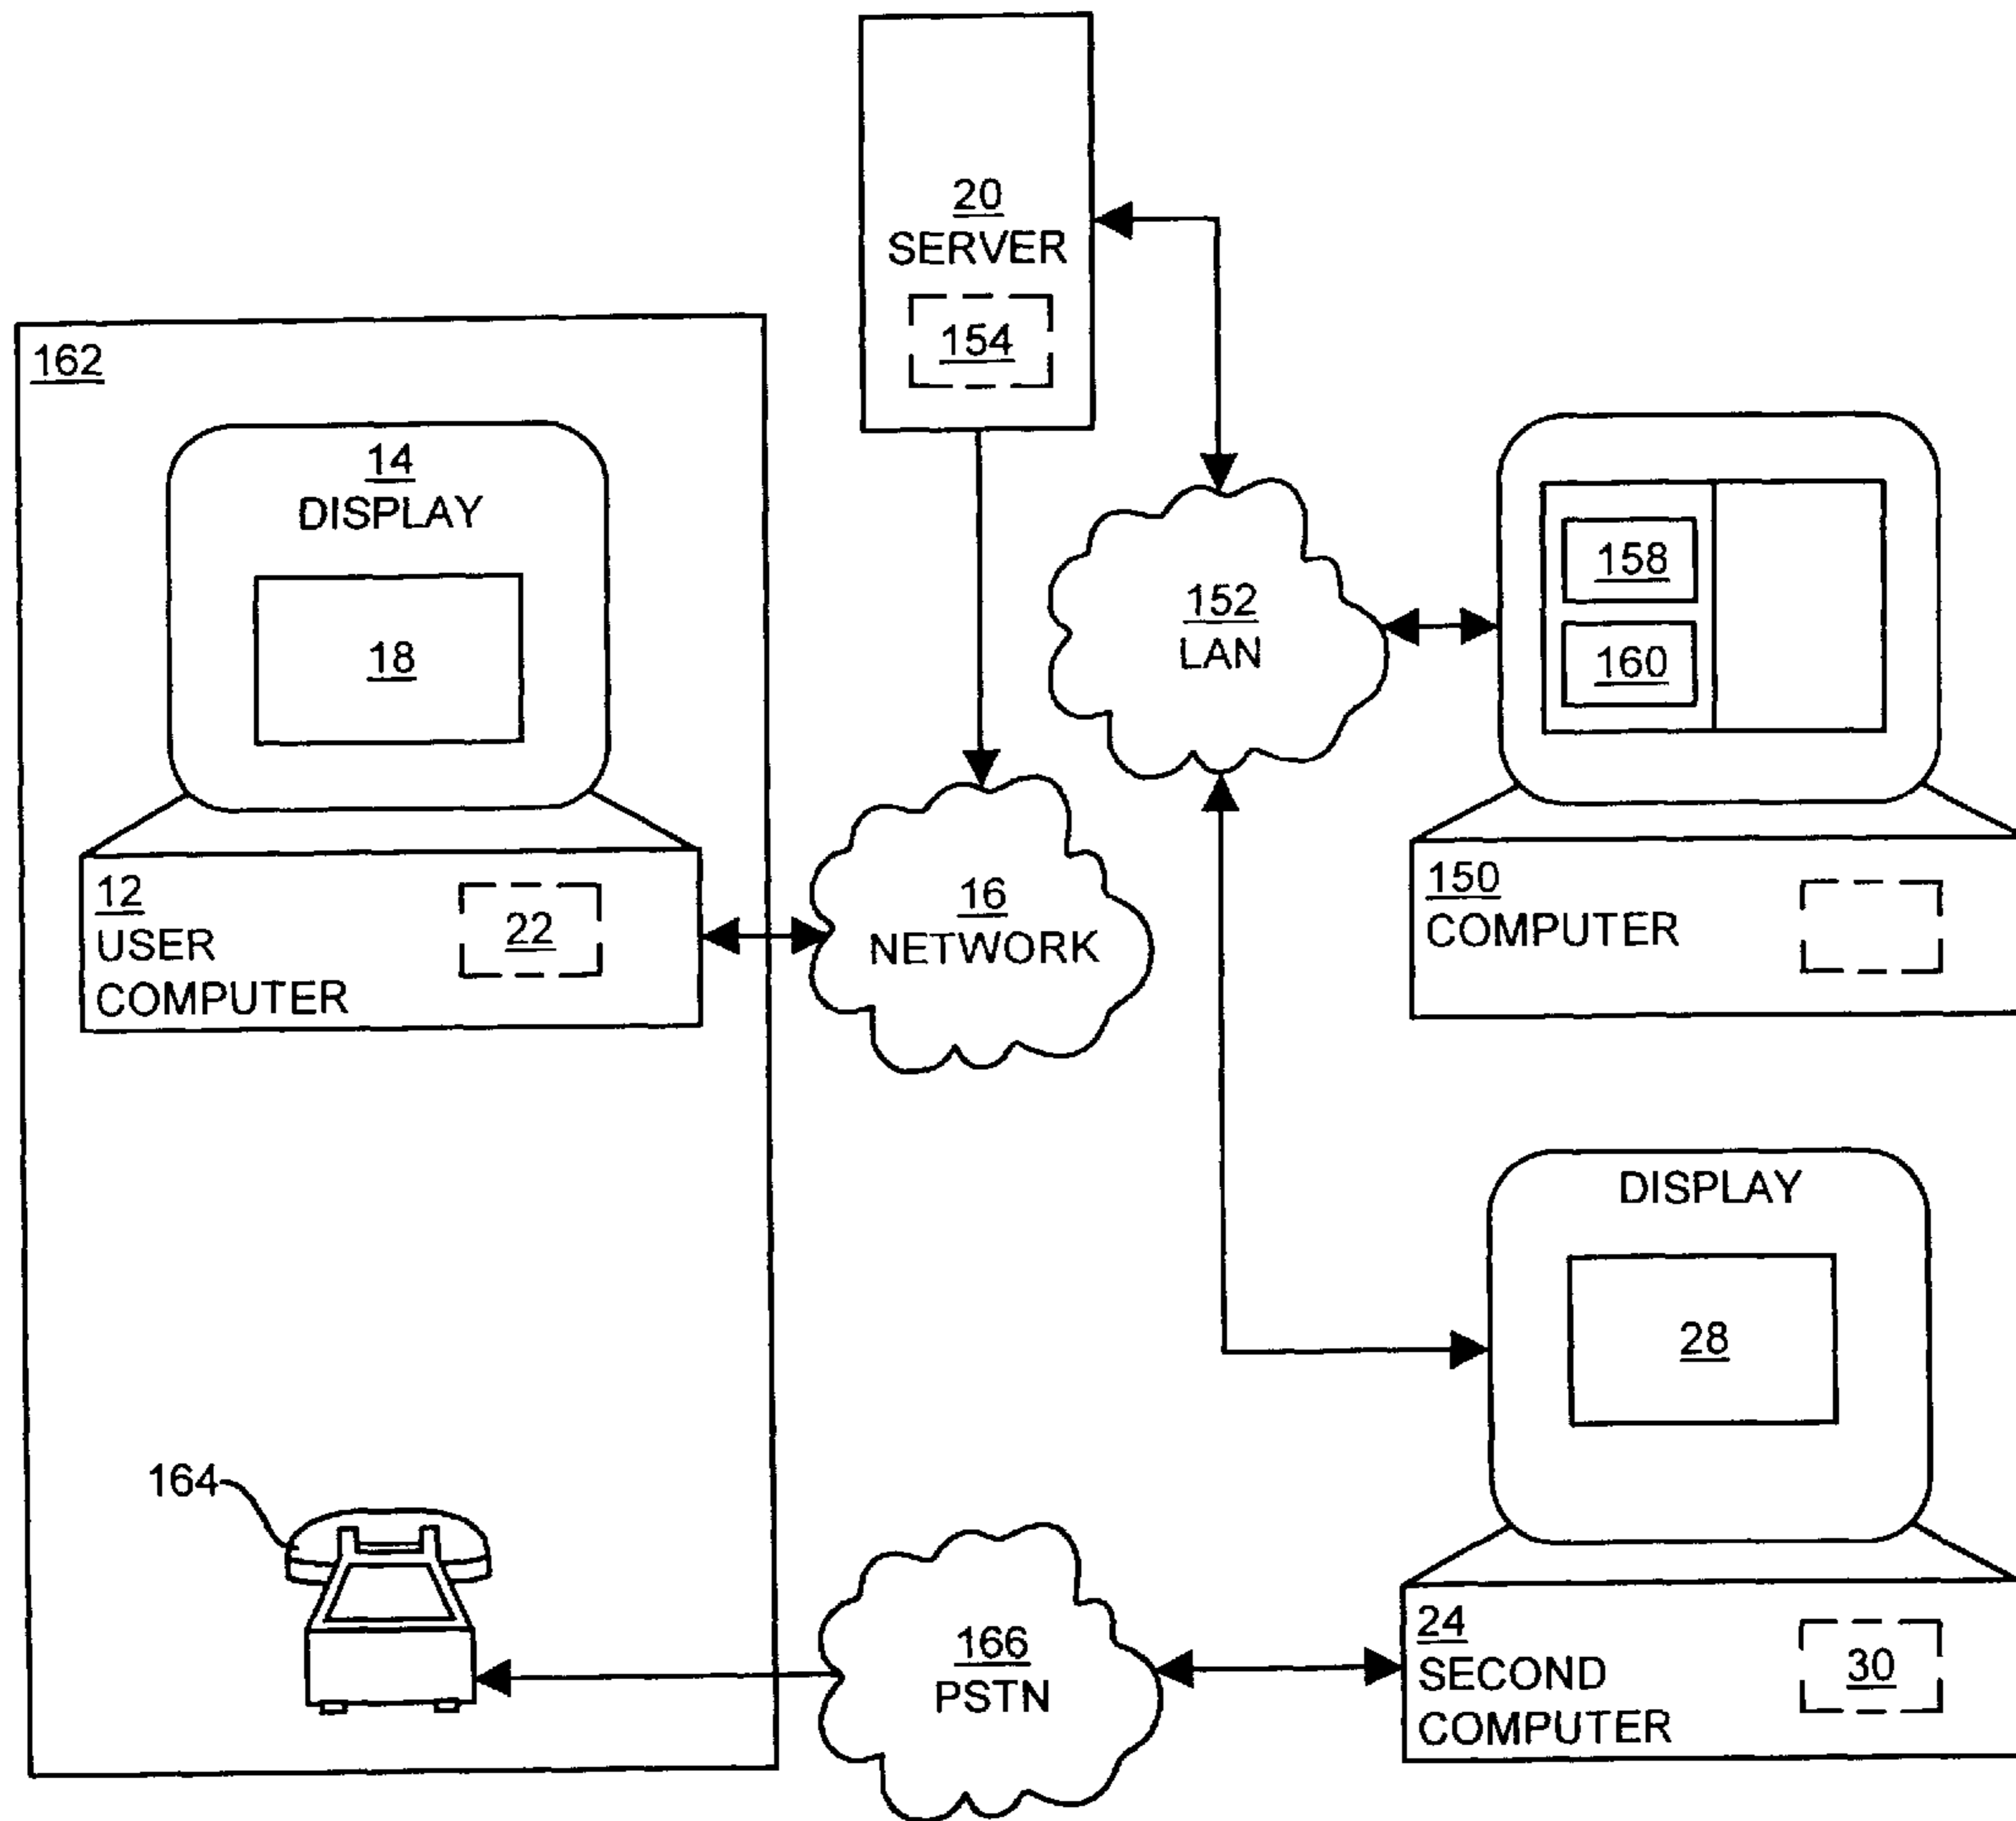 20
SERVER
154
162
14
DISPLAY
18
12
USER
COMPUTER
22
16
NETWORK
152
LAN
158
160
150
COMPUTER
DISPLAY
28
164
166
PSTN
24
SECOND
COMPUTER
30